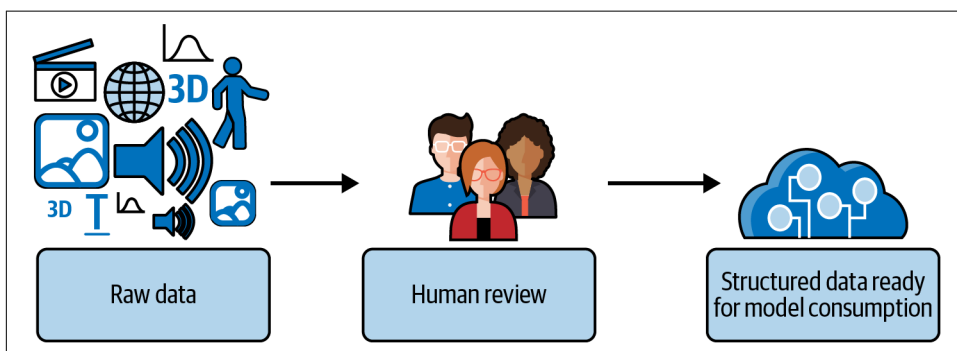 3D
3D
T
Raw data
Human review
Structured data ready
for model consumption